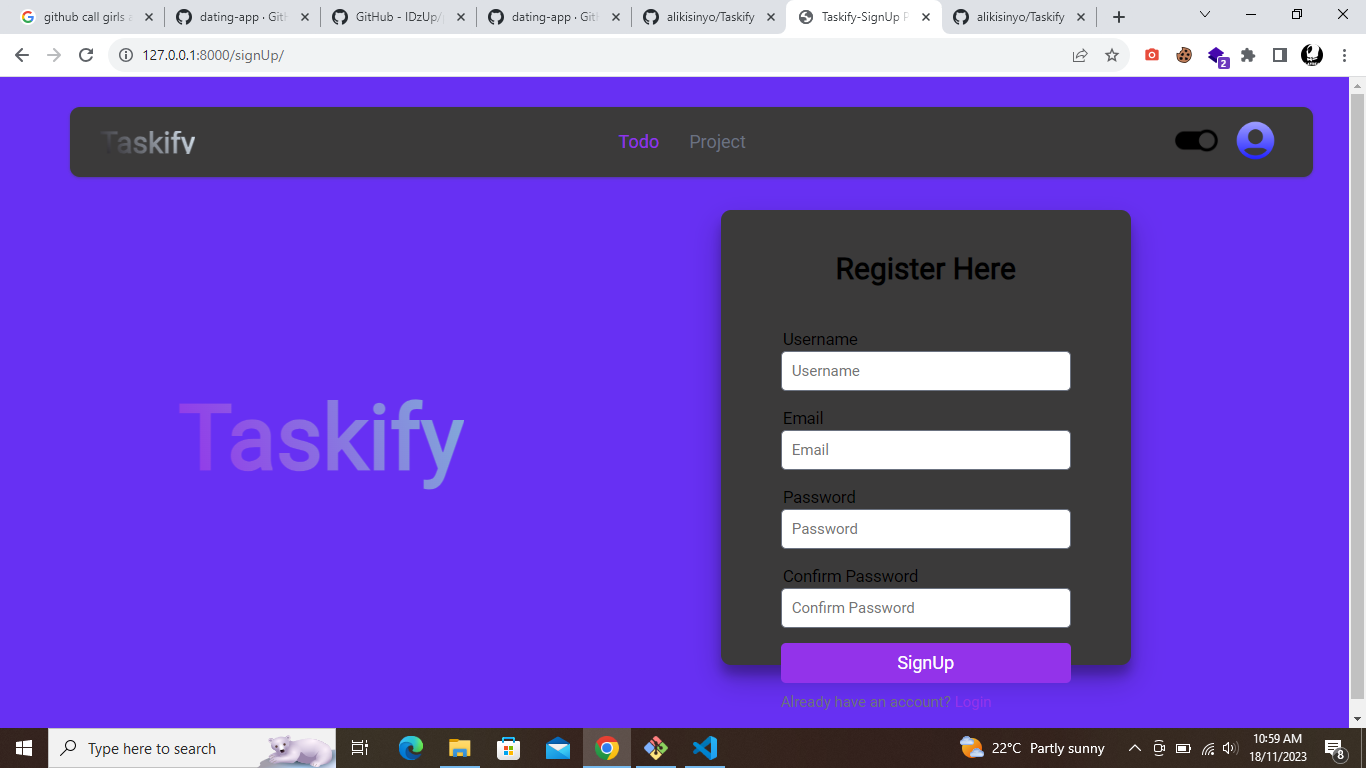 github call girls a
dating-app · Git
GitHub - IDzUp/
dating-app · Git
alikisinyo/Taskify
Taskify-SignUp P
alikisinyo/Taskify
127.0.0.1:8000/signUp/
2
Taskify
Todo
Project
Register Here
Username
Username
Email
Email
Taskify
Password
Password
Confirm Password
Confirm Password
SignUp
Already have an account? Login
Type here to search
22°C Partly sunny
10:59 AM
18/11/2023
8